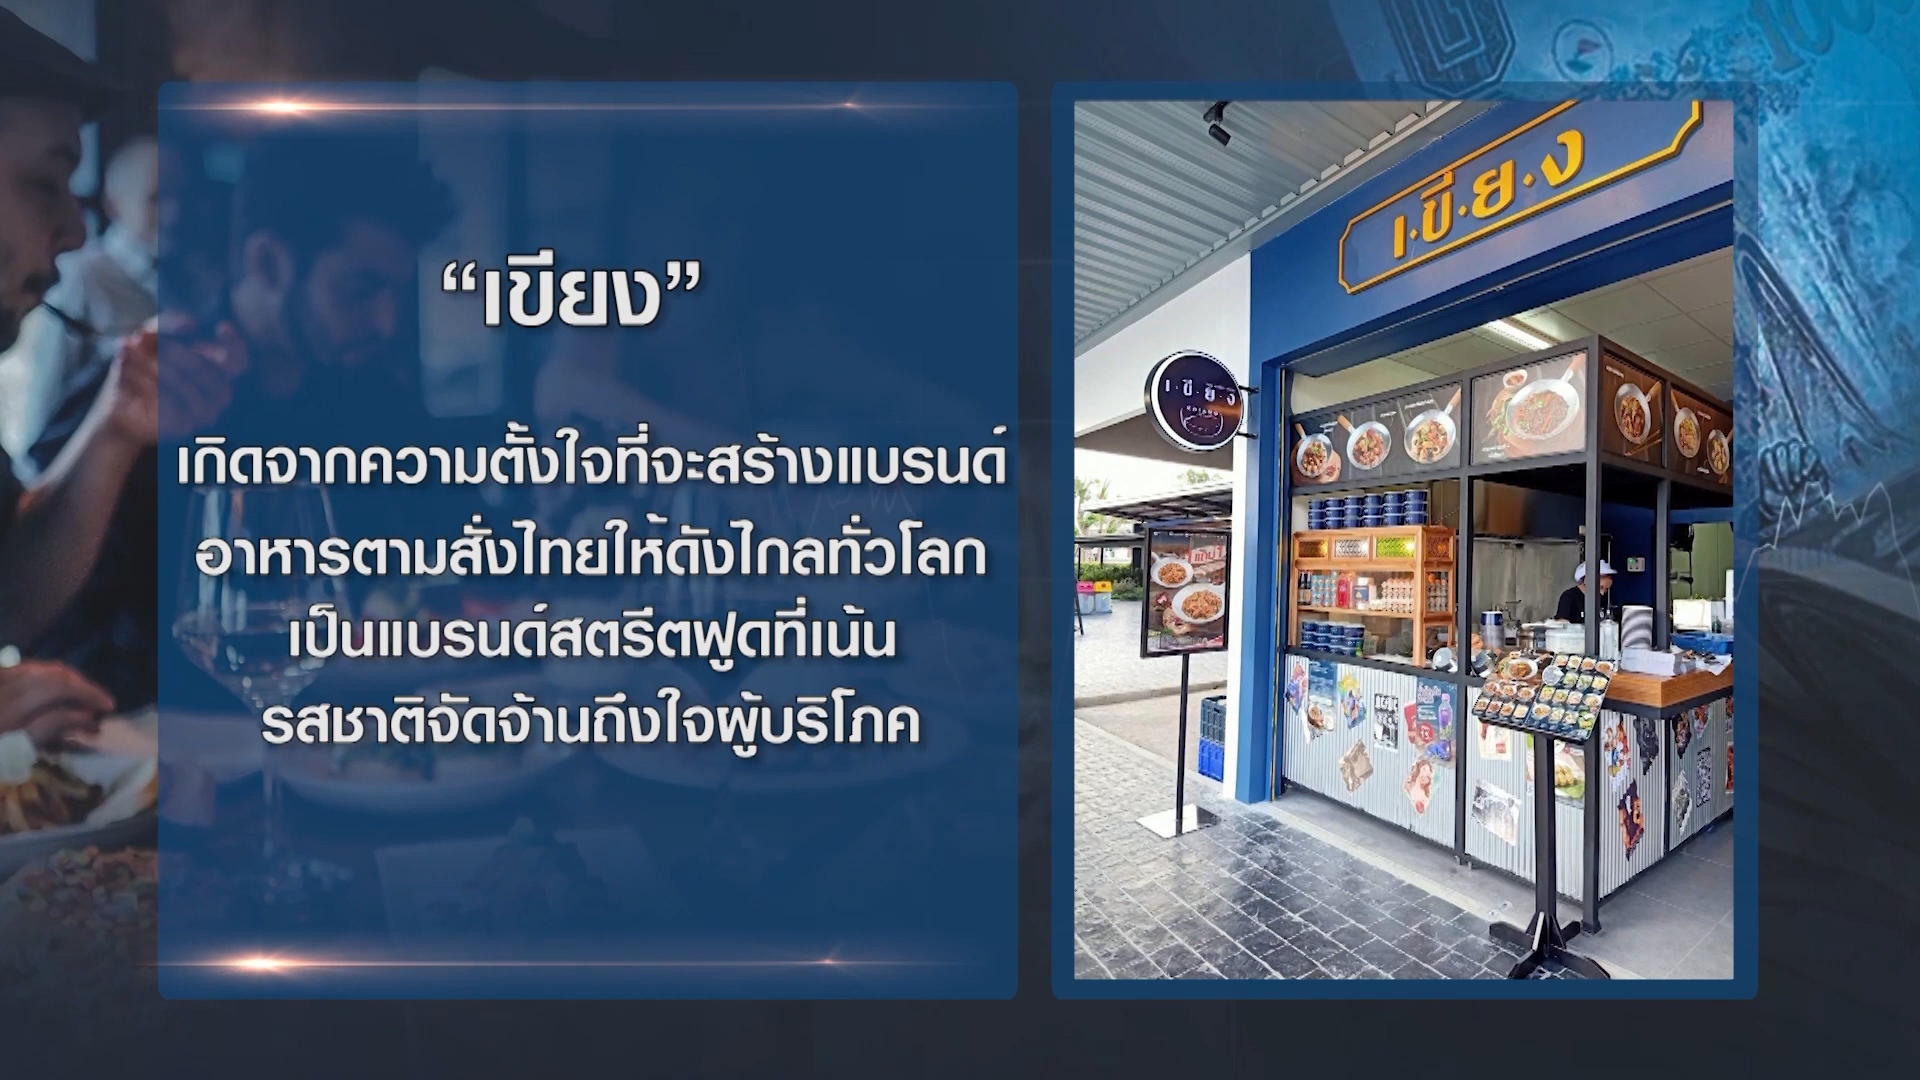 “เขียง”
เกิดจากความตั้งใจที่จะสร้างแบรนด์
อาหารตามสั่งไทยให้ดังไกลทั่วโลก
เป็นแบรนด์สตรีตฟูดที่เน้น
รสชาติจัดจ้านถึงใจผู้บริโภค
เ·ขี·ย·ง
เ·ขี·ย·ง